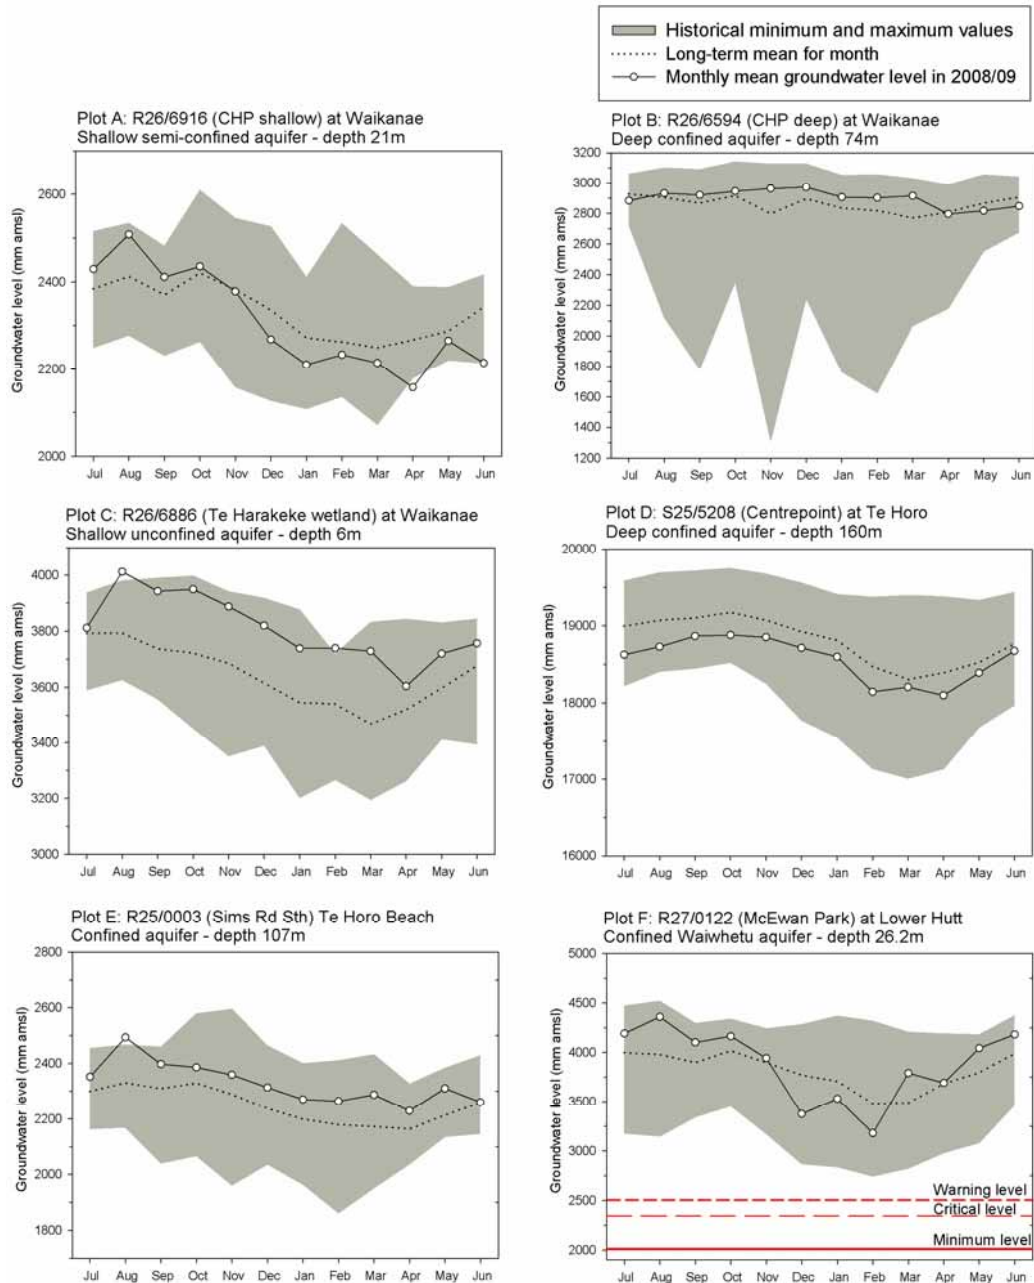 Historical minimum and maximum values
Long-term mean for month
Monthly mean groundwater level in 2008/09
Plot A: R26/6916 (CHP shallow) at Waikanae
Shallow semi-confined aquifer - depth 21m
Groundwater level (mm amsl)
2600
2400
2200
2000
Jul Aug Sep Oct Nov Dec Jan Feb Mar Apr May Jun
Plot B: R26/6594 (CHP deep) at Waikanae
Deep confined aquifer - depth 74m
Groundwater level (mm amsl)
3200
3000
2800
2600
2400
2200
2000
1800
1600
1400
1200
Jul Aug Sep Oct Nov Dec Jan Feb Mar Apr May Jun
Plot C: R26/6886 (Te Harakeke wetland) at Waikanae
Shallow unconfined aquifer - depth 6m
Groundwater level (mm amsl)
4000
3800
3600
3400
3200
3000
Jul Aug Sep Oct Nov Dec Jan Feb Mar Apr May Jun
Plot D: S25/5208 (Centrepoint) at Te Horo
Deep confined aquifer - depth 160m
Groundwater level (mm amsl)
20000
19000
18000
17000
16000
Jul Aug Sep Oct Nov Dec Jan Feb Mar Apr May Jun
Plot E: R25/0003 (Sims Rd Sth) Te Horo Beach
Confined aquifer - depth 107m
Groundwater level (mm amsl)
2800
2600
2400
2200
2000
1800
Jul Aug Sep Oct Nov Dec Jan Feb Mar Apr May Jun
Plot F: R27/0122 (McEwan Park) at Lower Hutt
Confined Waiwhetu aquifer - depth 26.2m
Groundwater level (mm amsl)
5000
4500
4000
3500
3000
2500
2000
Warning level
Critical level
Minimum level
Jul Aug Sep Oct Nov Dec Jan Feb Mar Apr May Jun